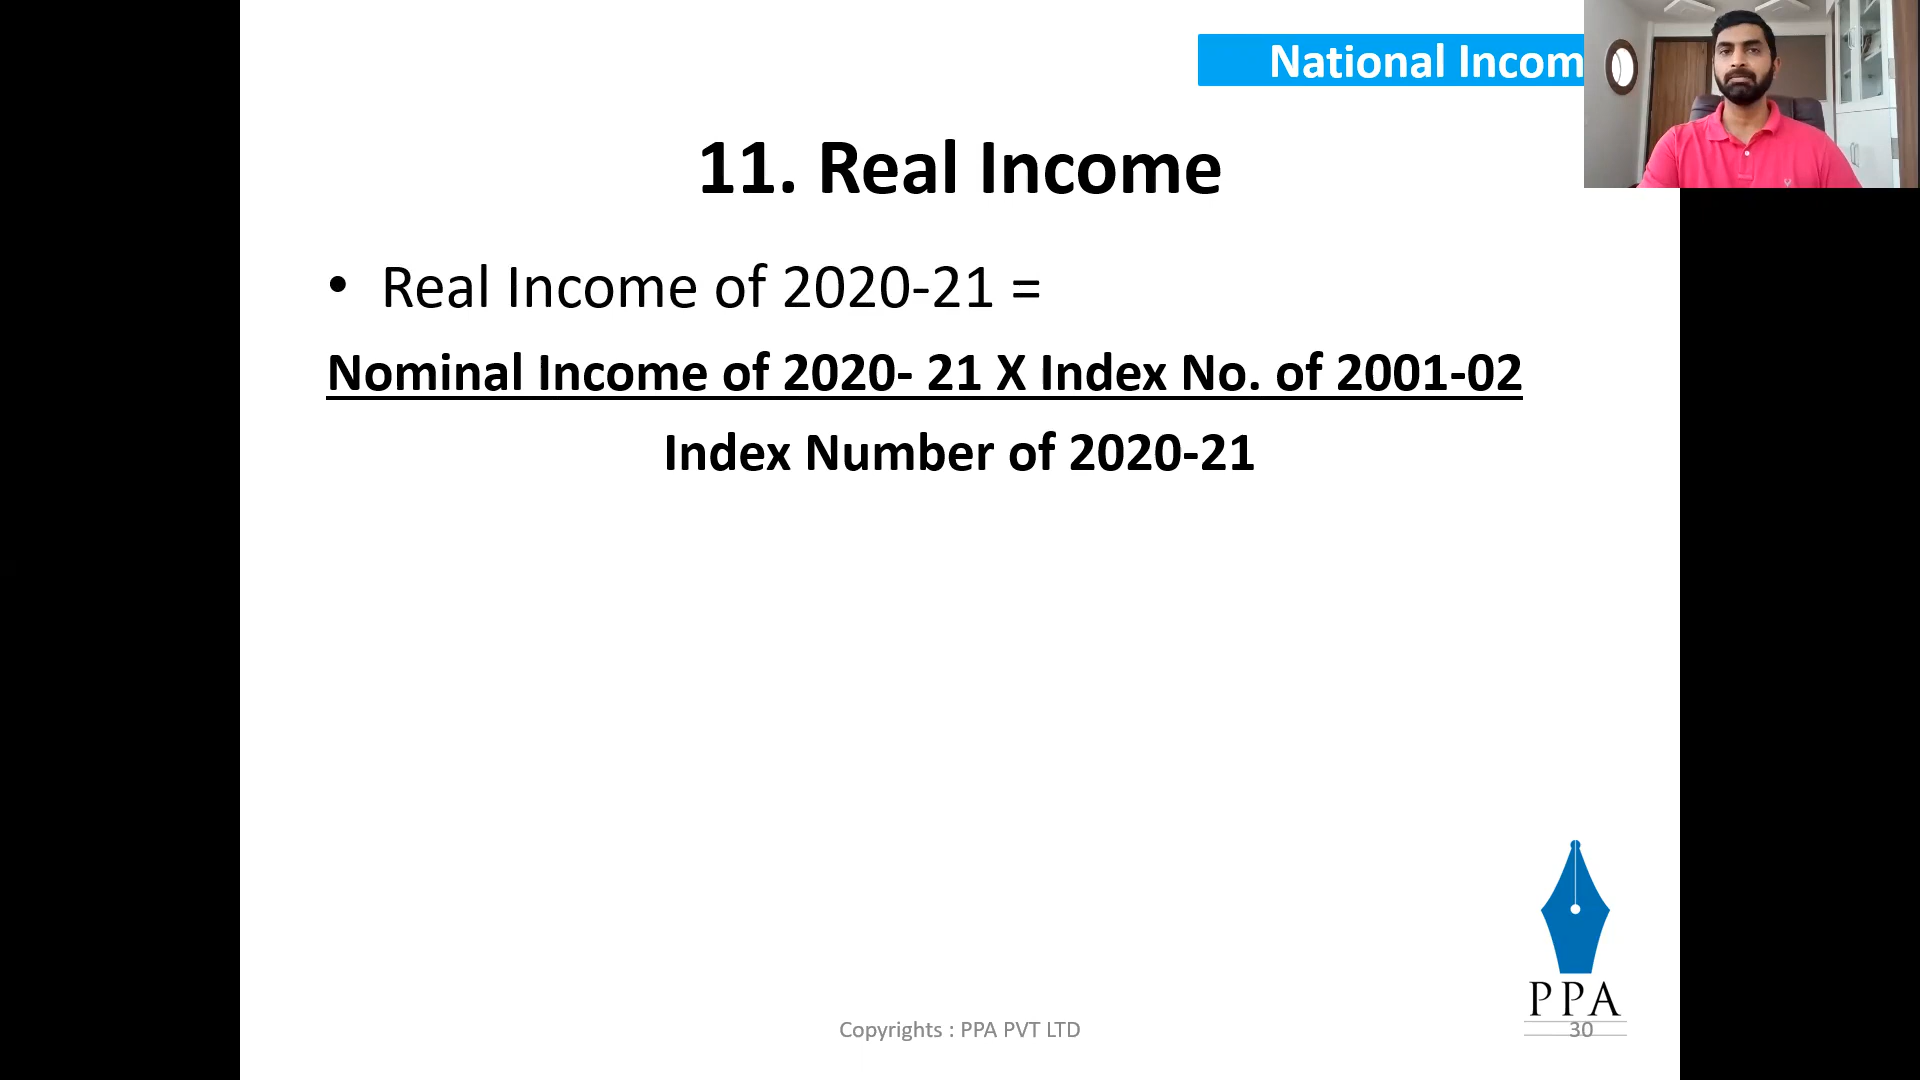 National Incom
11. Real Income
• Real Income of 2020-21 =
Nominal Income of 2020- 21 X Index No. of 2001-02
Index Number of 2020-21
PPA
Copyrights : PPA PVT LTD
30